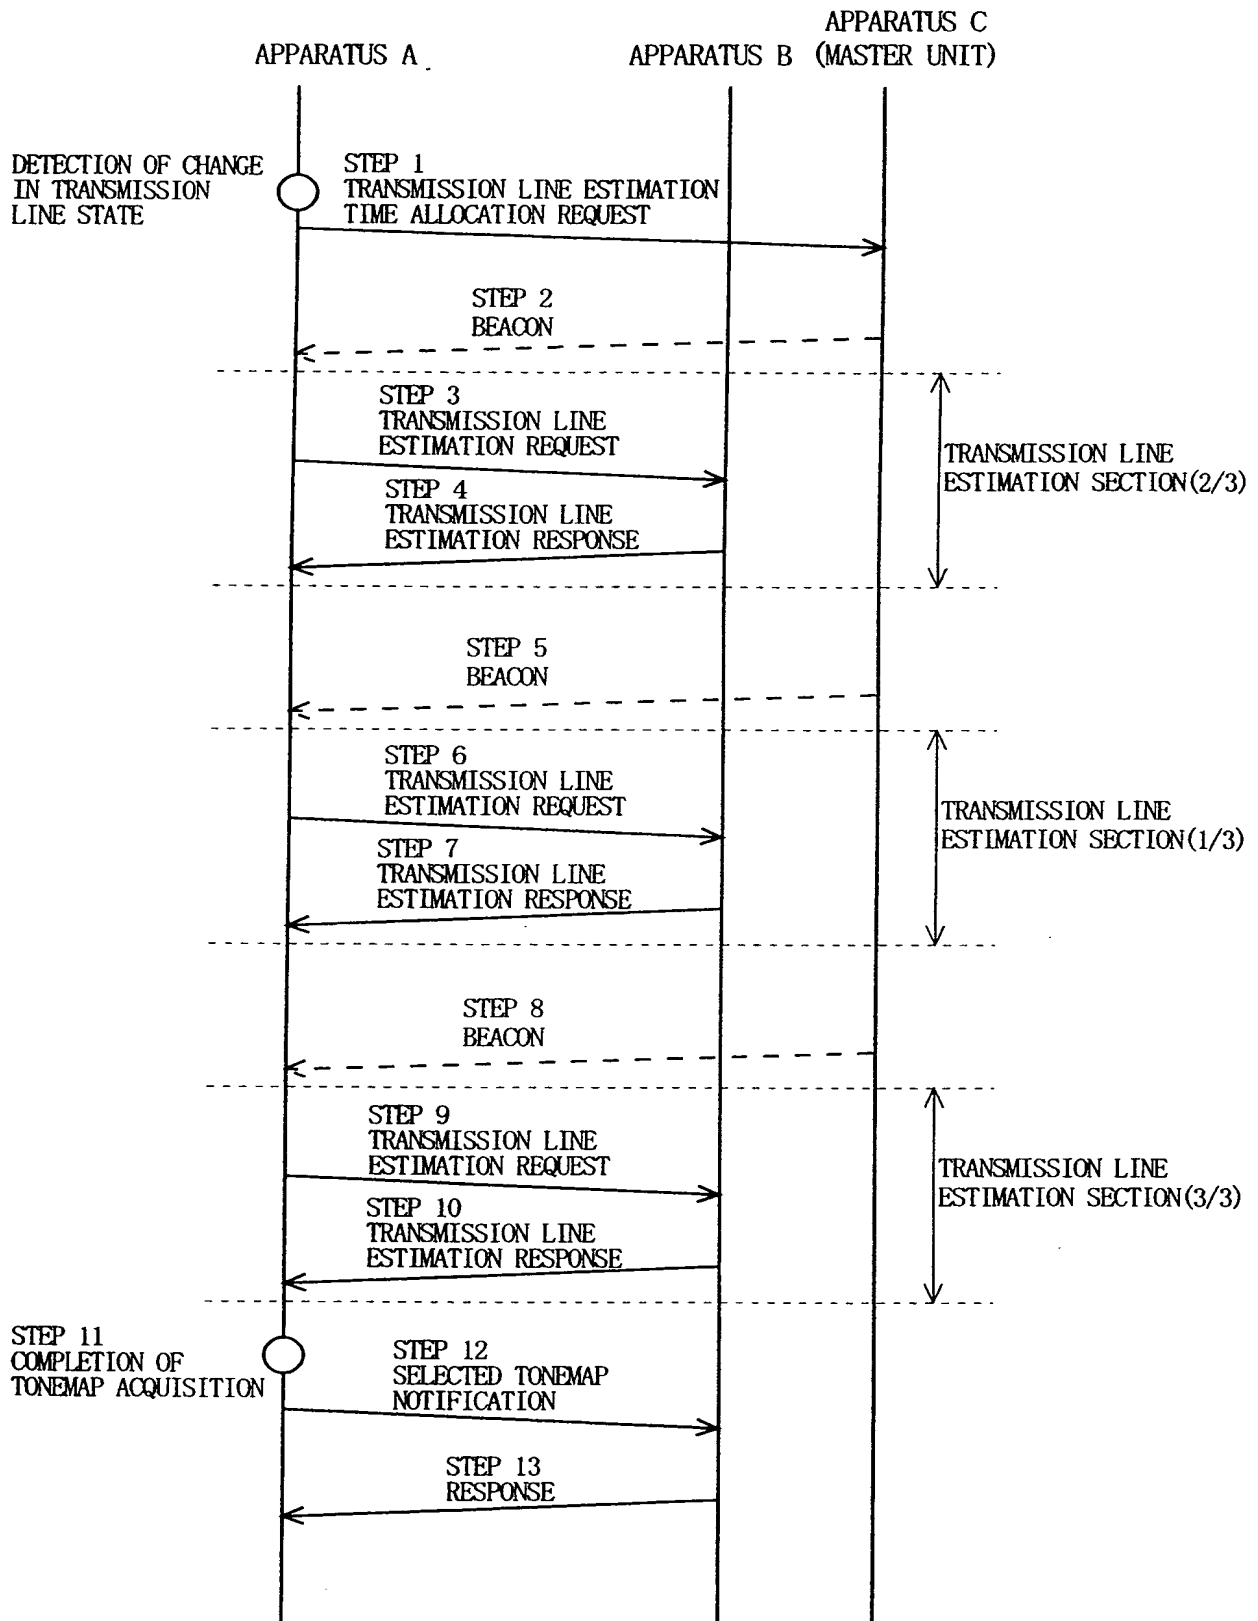 APPARATUS C
APPARATUS A
APPARATUS B (MASTER UNIT)
DETECTION OF CHANGE
IN TRANSMISSION
LINE STATE
STEP 1
TRANSMISSION LINE ESTIMATION
TIME ALLOCATION REQUEST
STEP 2
BEACON
STEP 3
TRANSMISSION LINE
ESTIMATION REQUEST
TRANSMISSION LINE
ESTIMATION SECTION(2/3)
STEP 4
TRANSMISSION LINE
ESTIMATION RESPONSE
STEP 5
BEACON
STEP 6
TRANSMISSION LINE
ESTIMATION REQUEST
TRANSMISSION LINE
ESTIMATION SECTION(1/3)
STEP 7
TRANSMISSION LINE
ESTIMATION RESPONSE
STEP 8
BEACON
STEP 9
TRANSMISSION LINE
ESTIMATION REQUEST
TRANSMISSION LINE
ESTIMATION SECTION(3/3)
STEP 10
TRANSMISSION LINE
ESTIMATION RESPONSE
STEP 11
COMPLETION OF
TONEMAP ACQUISITION
STEP 12
SELECTED TONEMAP
NOTIFICATION
STEP 13
RESPONSE